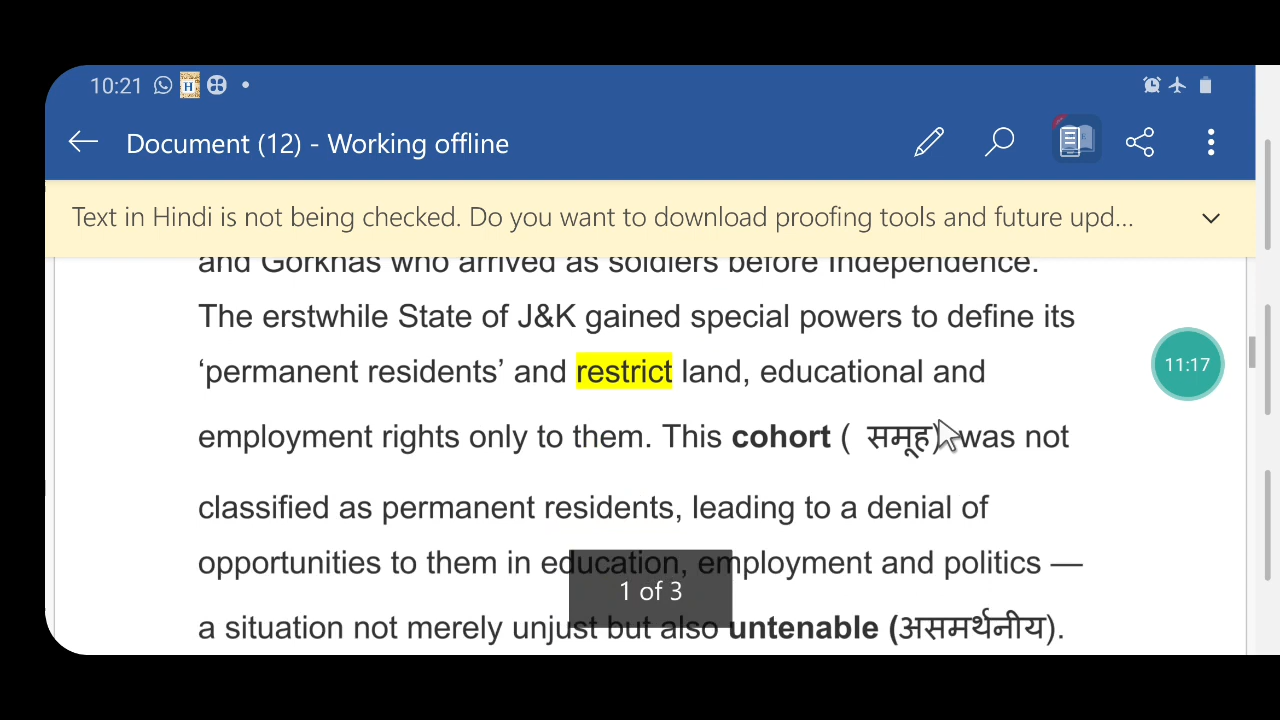 10:21
Document (12) - Working offline
Text in Hindi is not being checked. Do you want to download proofing tools and future upd...
and Gorkhas who arrived as soldiers before Independence.
The erstwhile State of J&K gained special powers to define its
‘permanent residents’ and restrict land, educational and
11:17
employment rights only to them. This cohort ( समूह) was not
classified as permanent residents, leading to a denial of
opportunities to them in education, employment and politics —
1 of 3
a situation not merely unjust but also untenable (असमर्थनीय).